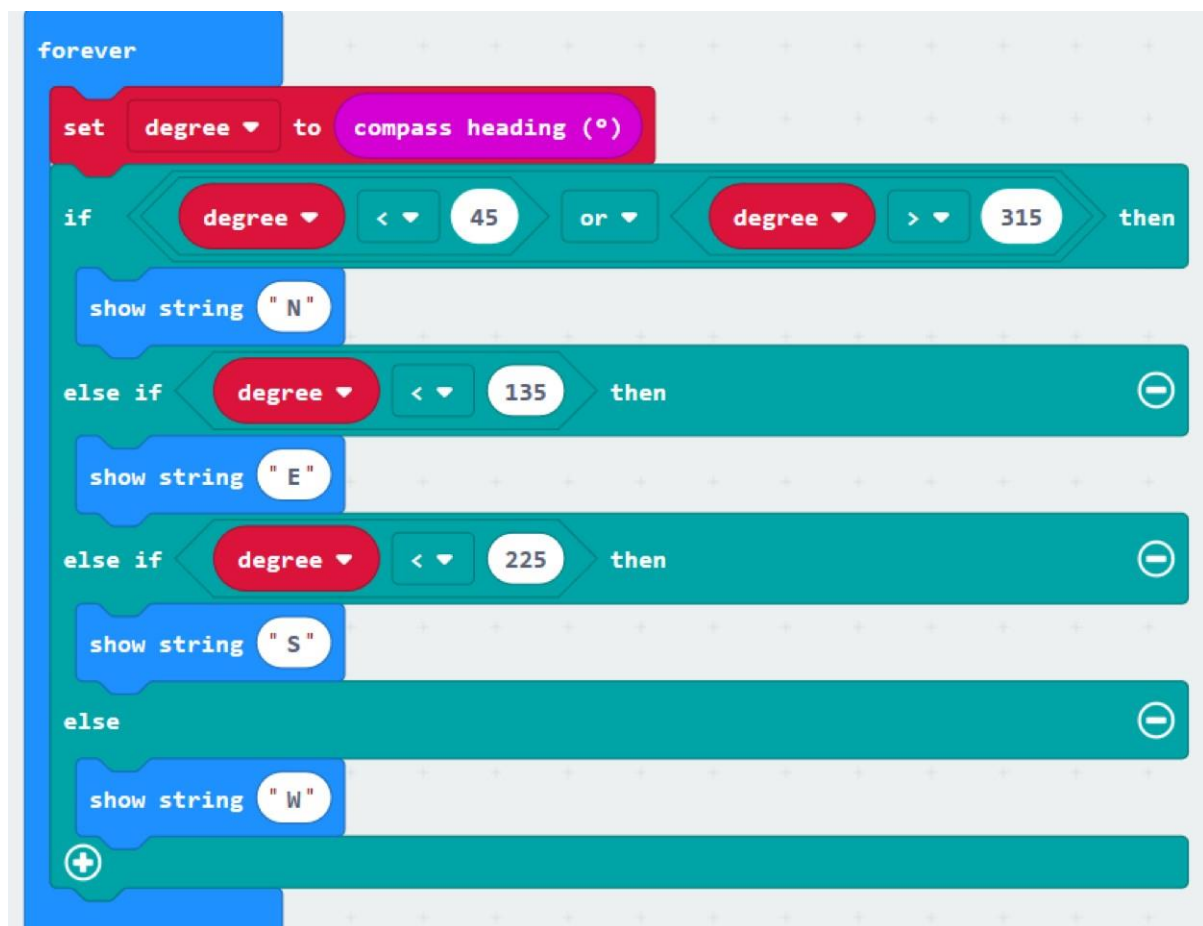 forever
set degree to compass heading (°)
if degree < 45 or degree > 315 then
show string "N"
else if degree < 135 then
show string "E"
else if degree < 225 then
show string "S"
else
show string "W"